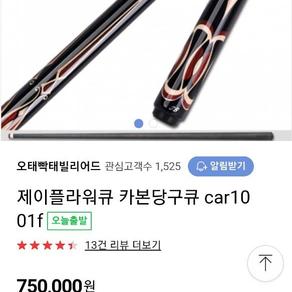 오태빡태빌리어드 관심고객수 1,525 알림받기
제이플라워큐 카본당구큐 car10
01f 오늘출발
13건 리뷰 더보기
750,000원